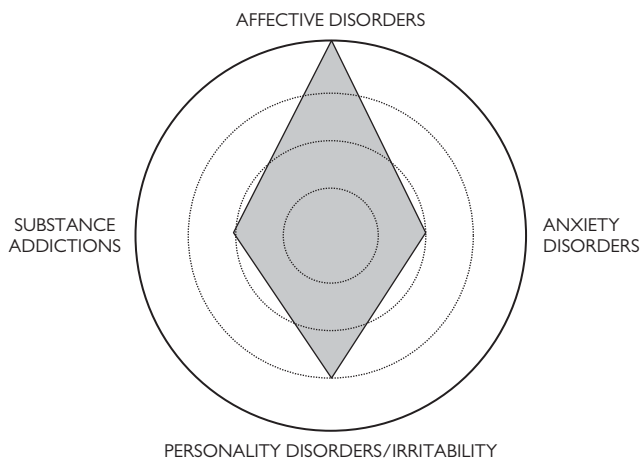 AFFECTIVE DISORDERS
SUBSTANCE
ADDICTIONS
ANXIETY
DISORDERS
PERSONALITY DISORDERS/IRRITABILITY